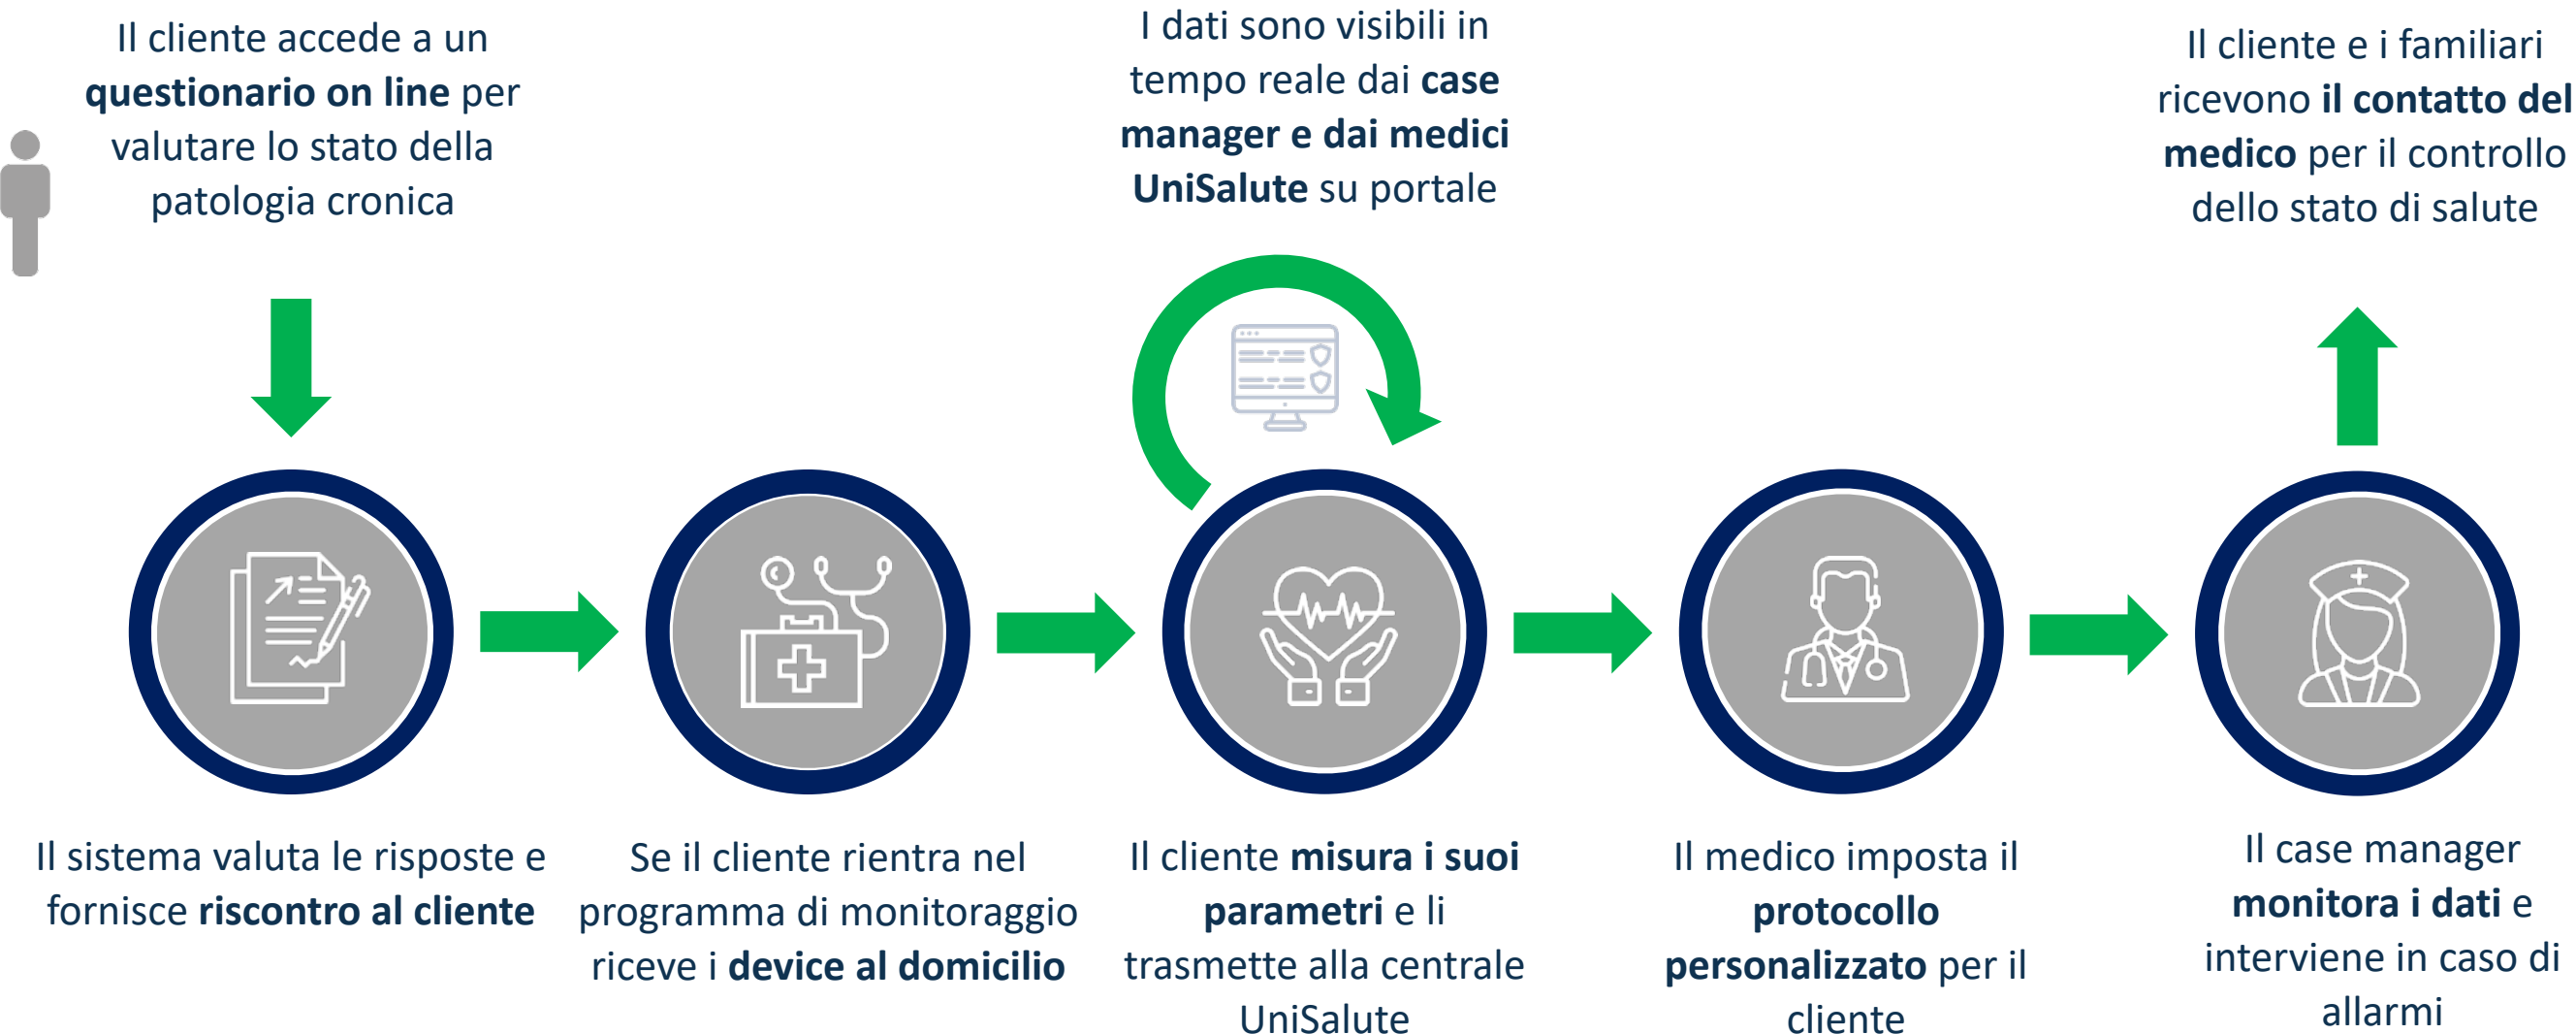 Il cliente accede a un
questionario on line per
valutare lo stato della
patologia cronica
I dati sono visibili in
tempo reale dai case
manager e dai medici
UniSalute su portale
Il cliente e i familiari
ricevono il contatto del
medico per il controllo
dello stato di salute
Il sistema valuta le risposte e
fornisce riscontro al cliente
Se il cliente rientra nel
programma di monitoraggio
riceve i device al domicilio
Il cliente misura i suoi
parametri e li
trasmette alla centrale
UniSalute
Il medico imposta il
protocollo
personalizzato per il
cliente
Il case manager
monitora i dati e
interviene in caso di
allarmi